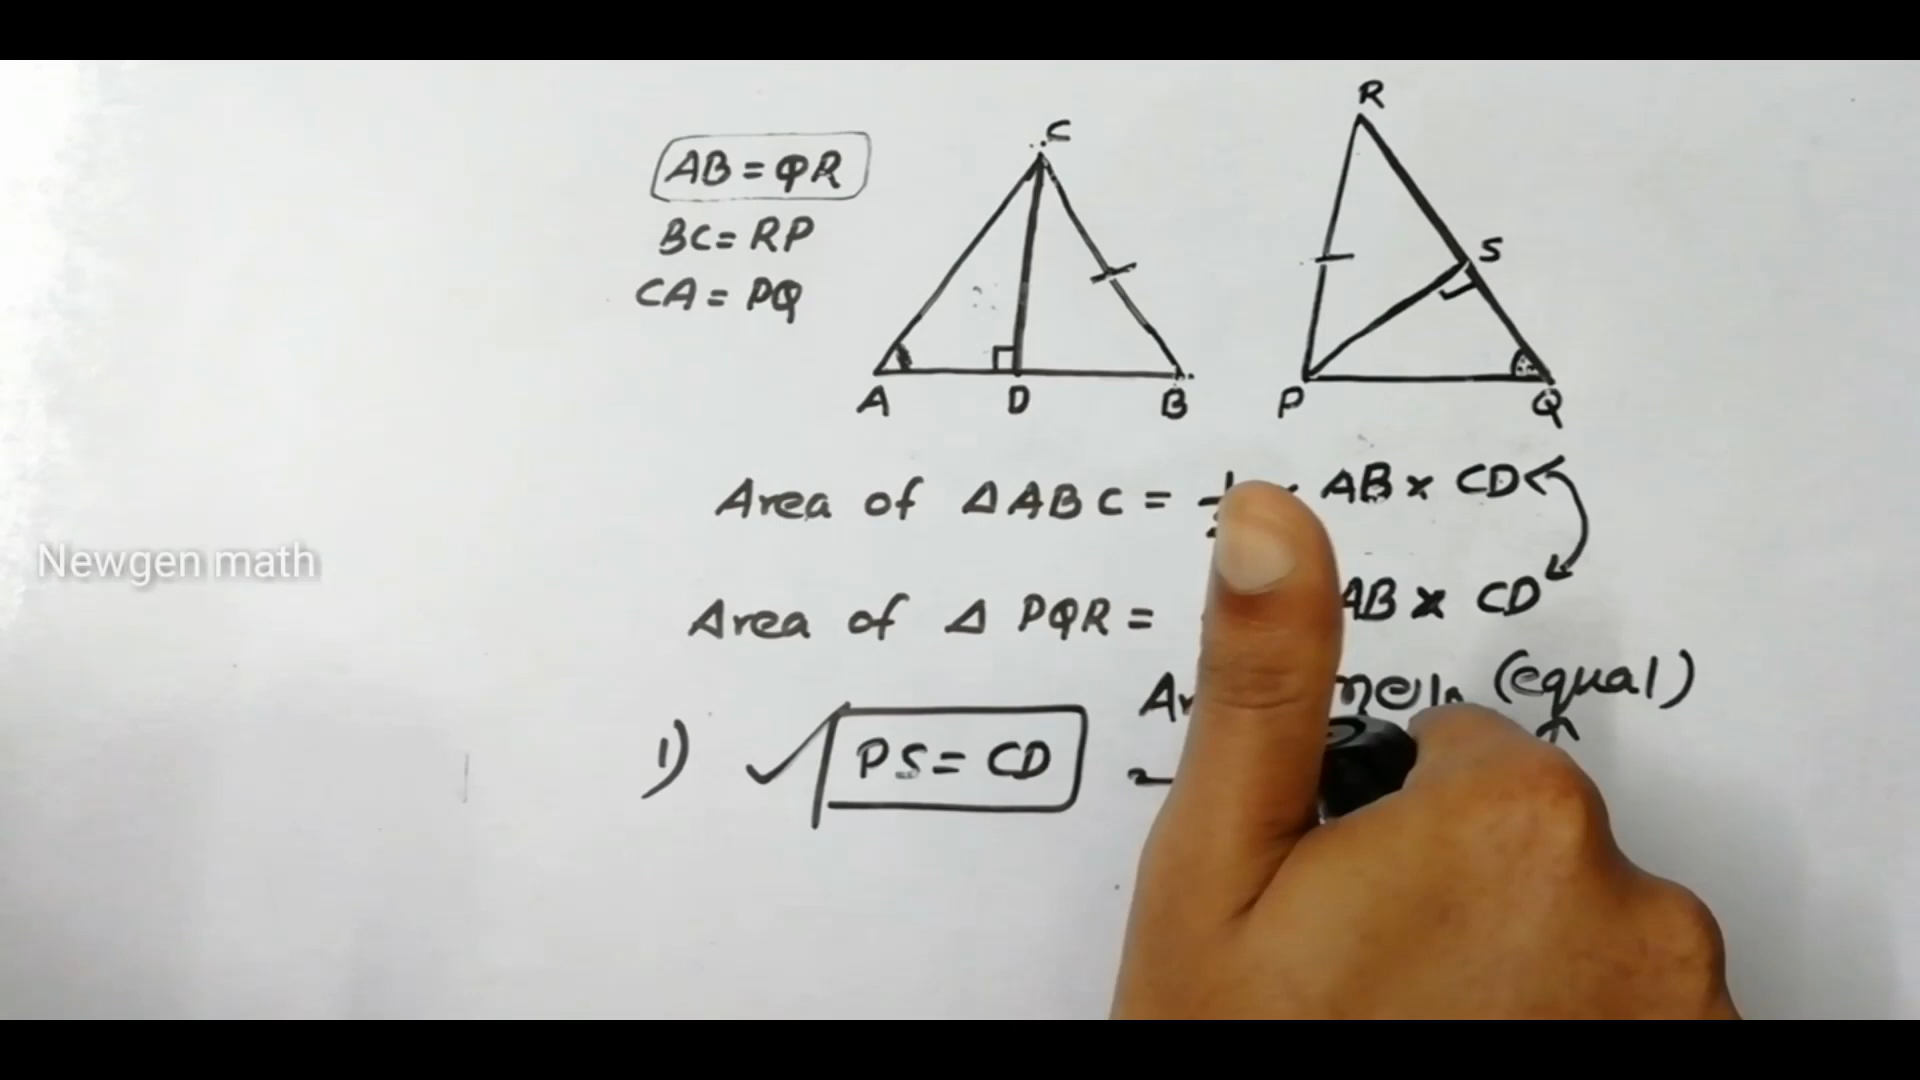 AB = QR
BC = RP
CA = PQ
C
A D B
R
S
P Q
Area of ΔABC = AB × CD
Area of Δ PQR = AB × CD
(equal)
1) ✓ PS = CD
Newgen math